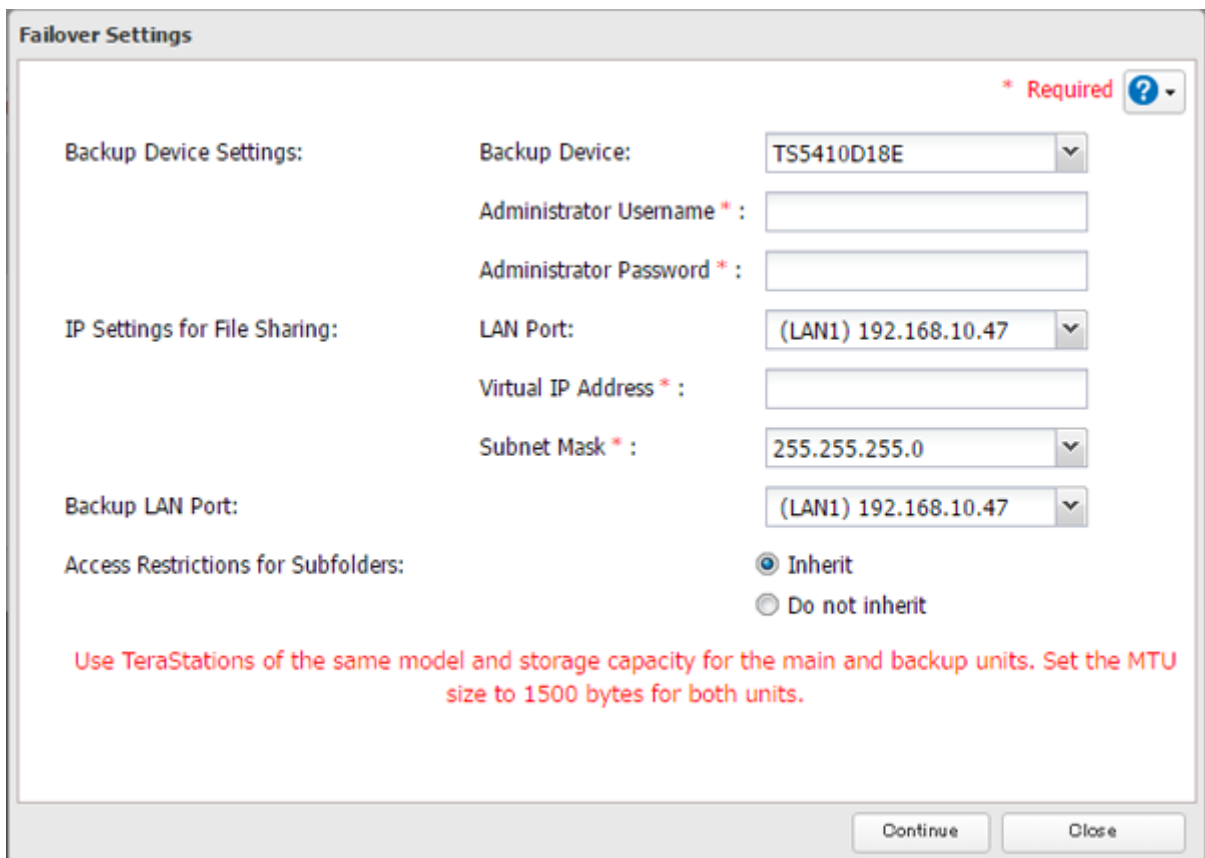 Failover Settings
* Required
Backup Device Settings: Backup Device: TS5410D18E
Administrator Username * :
Administrator Password * :
IP Settings for File Sharing: LAN Port: (LAN1) 192.168.10.47
Virtual IP Address * :
Subnet Mask * : 255.255.255.0
Backup LAN Port: (LAN1) 192.168.10.47
Access Restrictions for Subfolders: Inherit
Do not inherit
Use TeraStations of the same model and storage capacity for the main and backup units. Set the MTU
size to 1500 bytes for both units.
Continue Close